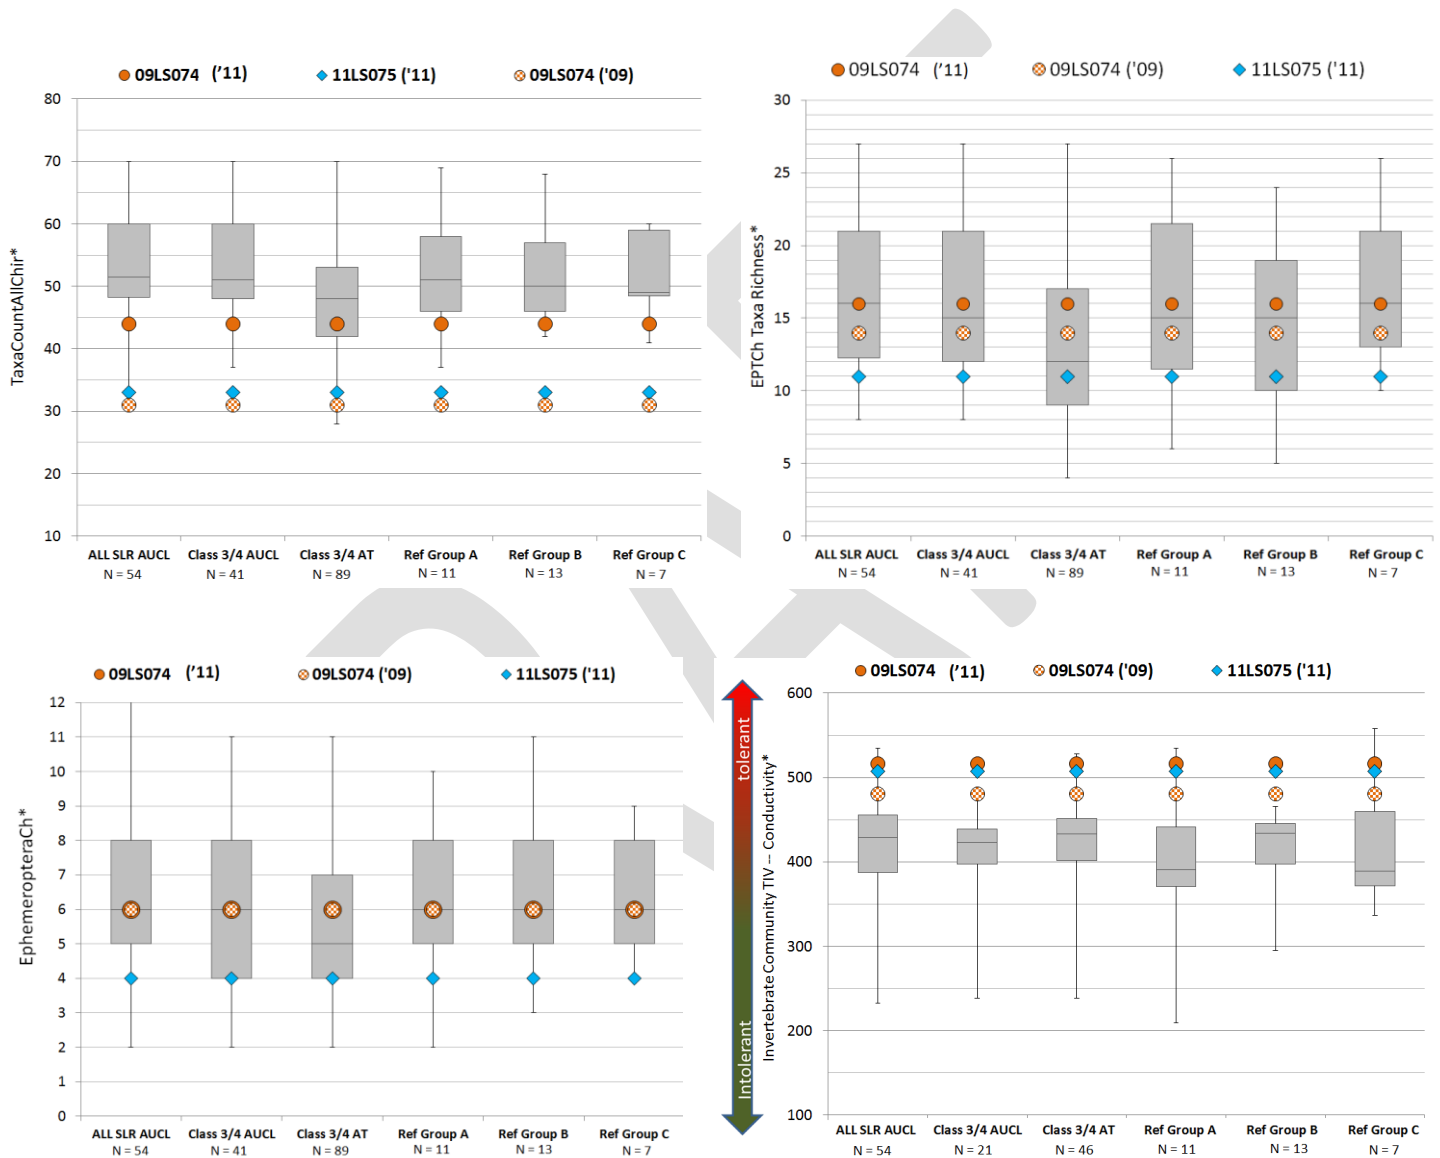 09LS074 ('11) 11LS075 ('11) 09LS074 ('09)
TaxaCountAllChir*
80
70
60
50
40
30
20
10
ALL SLR AUCL Class 3/4 AUCL Class 3/4 AT Ref Group A Ref Group B Ref Group C
N = 54 N = 41 N = 89 N = 11 N = 13 N = 7
09LS074 ('11) 09LS074 ('09) 11LS075 ('11)
EPTCh Taxa Richness*
30
25
20
15
10
5
0
ALL SLR AUCL Class 3/4 AUCL Class 3/4 AT Ref Group A Ref Group B Ref Group C
N = 54 N = 41 N = 89 N = 11 N = 13 N = 7
09LS074 ('11) 09LS074 ('09) 11LS075 ('11)
EphemeropteraCh*
12
11
10
9
8
7
6
5
4
3
2
1
0
ALL SLR AUCL Class 3/4 AUCL Class 3/4 AT Ref Group A Ref Group B Ref Group C
N = 54 N = 41 N = 89 N = 11 N = 13 N = 7
tolerant
Intolerant
09LS074 ('11) 09LS074 ('09) 11LS075 ('11)
Invertebrate Community TIV -- Conductivity*
600
500
400
300
200
100
ALL SLR AUCL Class 3/4 AUCL Class 3/4 AT Ref Group A Ref Group B Ref Group C
N = 54 N = 21 N = 46 N = 11 N = 13 N = 7